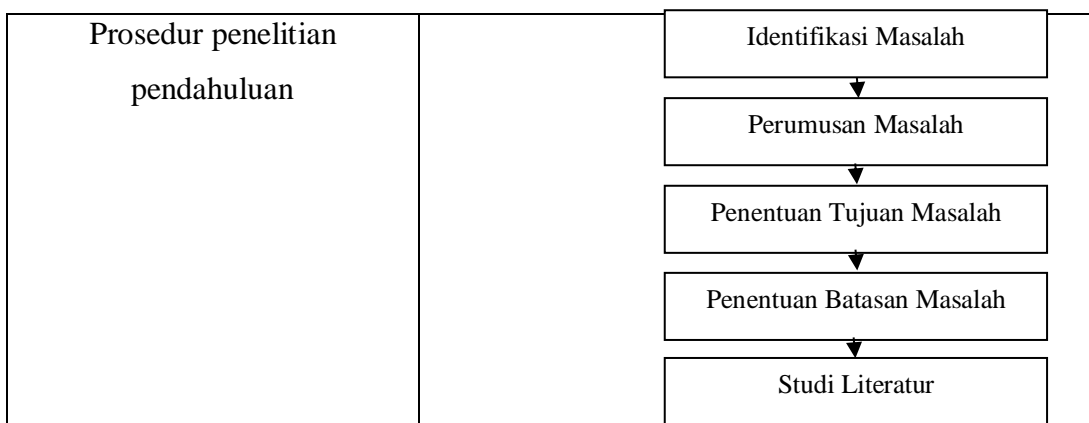 Prosedur penelitian
pendahuluan
Identifikasi Masalah
Perumusan Masalah
Penentuan Tujuan Masalah
Penentuan Batasan Masalah
Studi Literatur